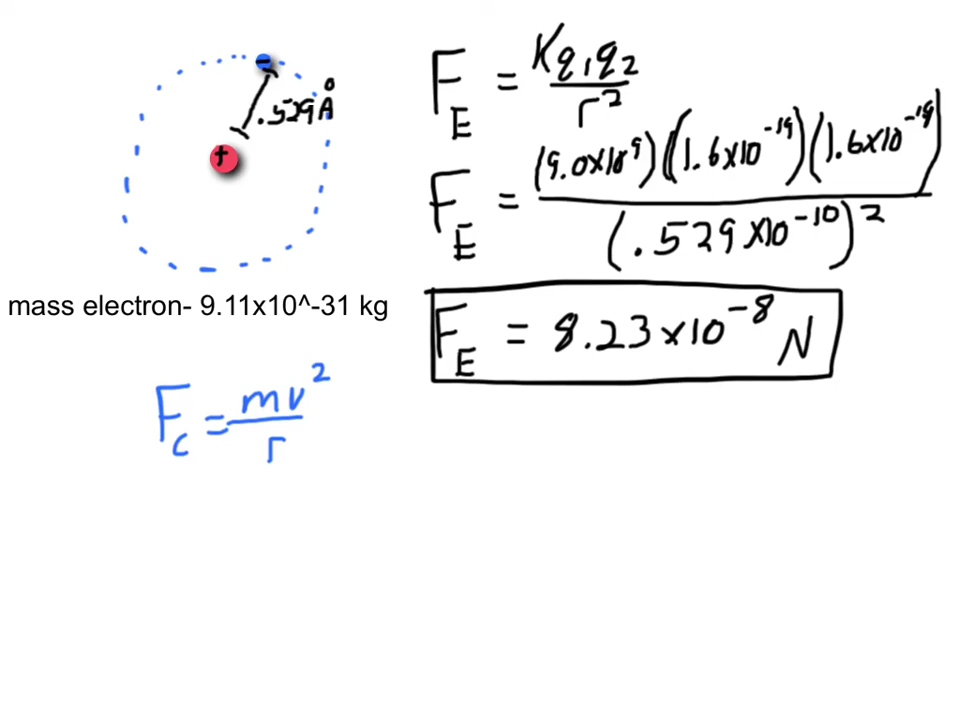 -
.529Å
+
mass electron- 9.11x10^-31 kg
F_C = mv²/r
F_E = Kq₁q₂/r²
F_E = (9.0x10⁹)(1.6x10⁻¹⁹)(1.6x10⁻¹⁹)/(.529x10⁻¹⁰)²
F_E = 8.23x10⁻⁸ N